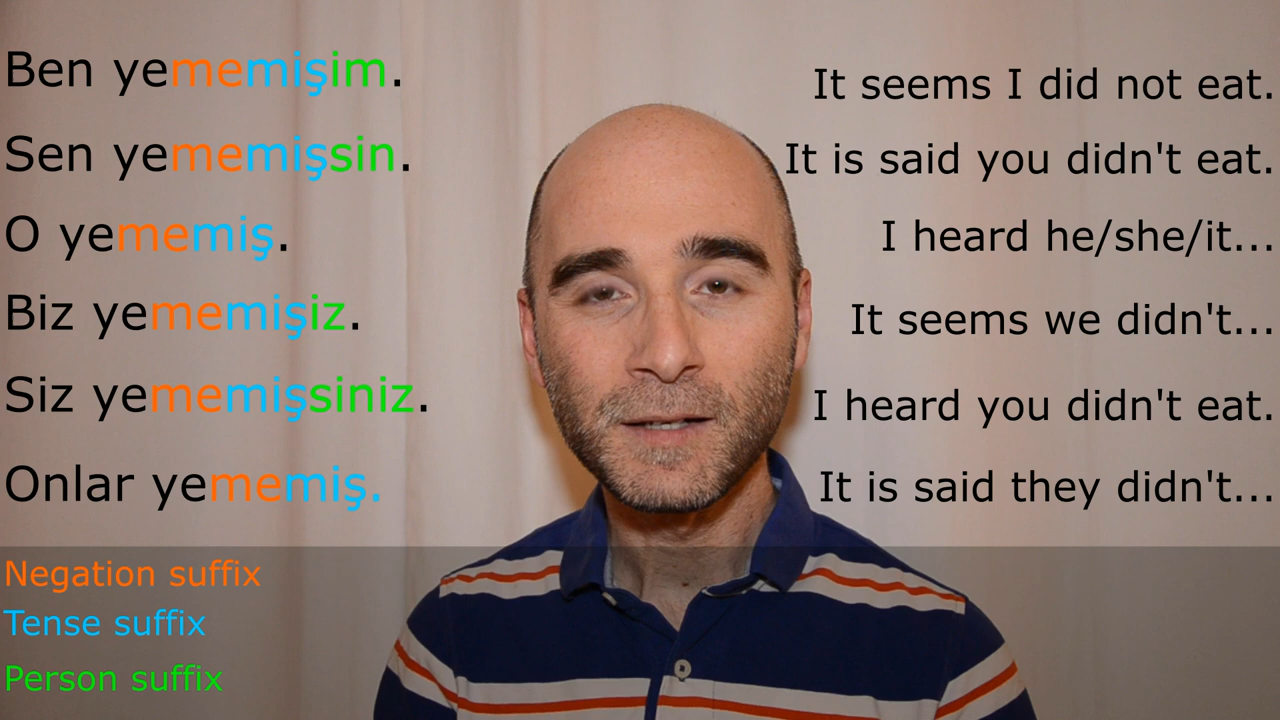 Ben yememişim.
It seems I did not eat.
Sen yememişsin.
It is said you didn't eat.
O yememiş.
I heard he/she/it...
Biz yememişiz.
It seems we didn't...
Siz yememişsiniz.
I heard you didn't eat.
Onlar yememiş.
It is said they didn't...
Negation suffix
Tense suffix
Person suffix